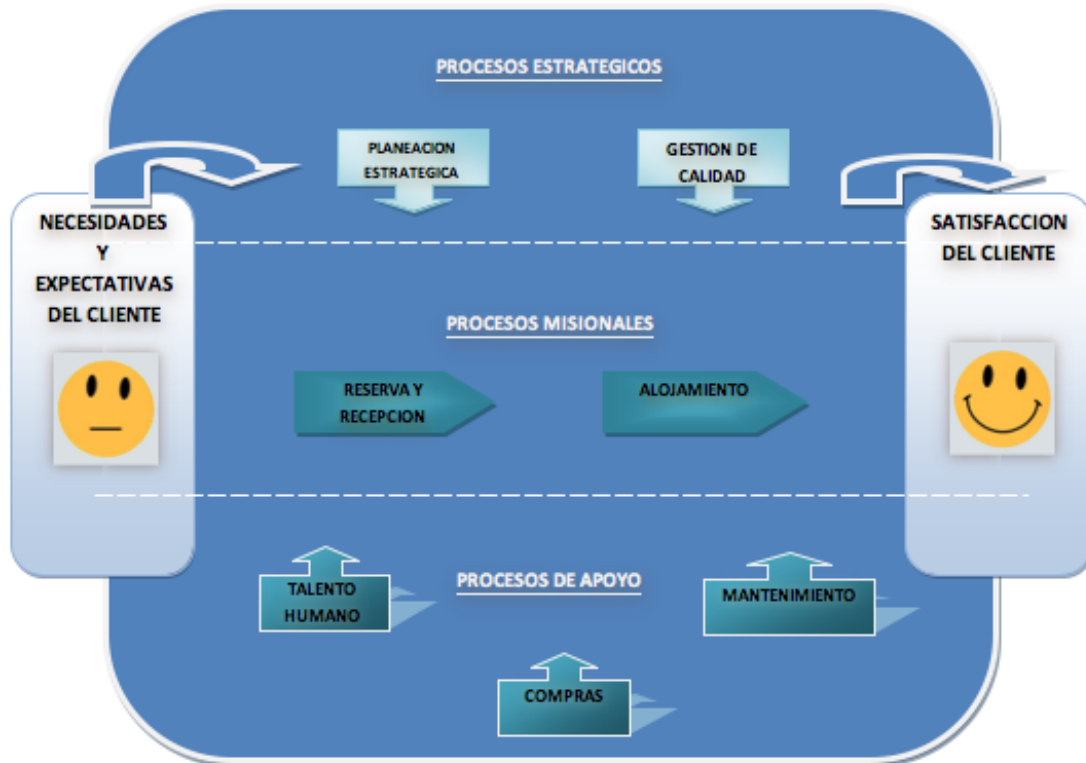 PROCESOS ESTRATEGICOS
PLANEACION
ESTRATEGICA
GESTION DE
CALIDAD
NECESIDADES
Y
EXPECTATIVAS
DEL CLIENTE
SATISFACCION
DEL CLIENTE
PROCESOS MISIONALES
RESERVA Y
RECEPCION
ALOJAMIENTO
PROCESOS DE APOYO
TALENTO
HUMANO
MANTENIMIENTO
COMPRAS